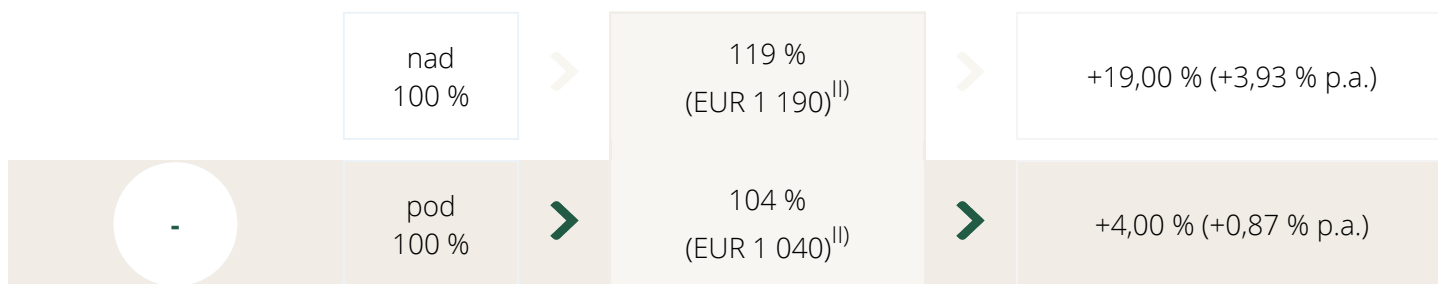 nad
100 %
119 %
(EUR 1 190)II)
+19,00 % (+3,93 % p.a.)
-
pod
100 %
104 %
(EUR 1 040)II)
+4,00 % (+0,87 % p.a.)